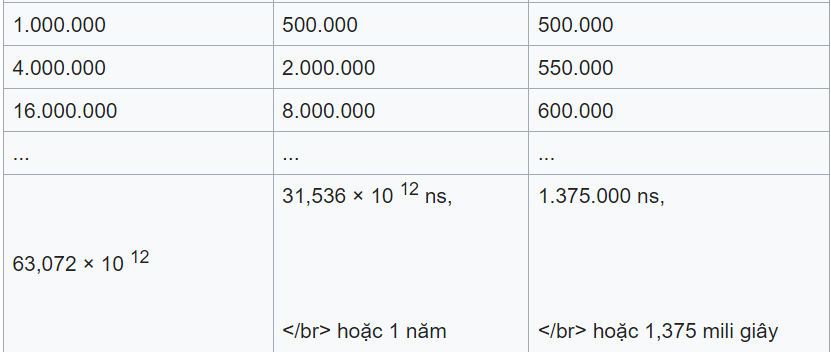 1.000.000 500.000 500.000
4.000.000 2.000.000 550.000
16.000.000 8.000.000 600.000
... ... ...
63,072 × 10 12
31,536 × 10 12 ns,
</br> hoặc 1 năm
1.375.000 ns,
</br> hoặc 1,375 mili giây